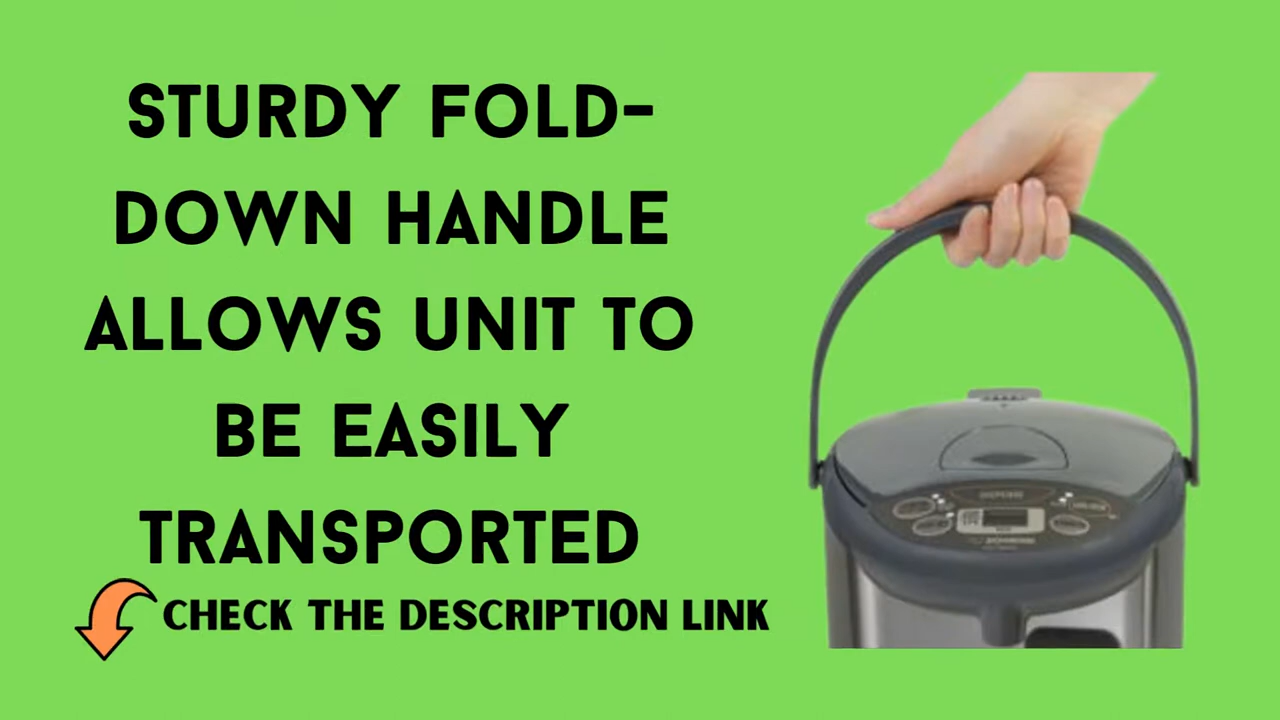 STURDY FOLD-
DOWN HANDLE
ALLOWS UNIT TO
BE EASILY
TRANSPORTED
CHECK THE DESCRIPTION LINK